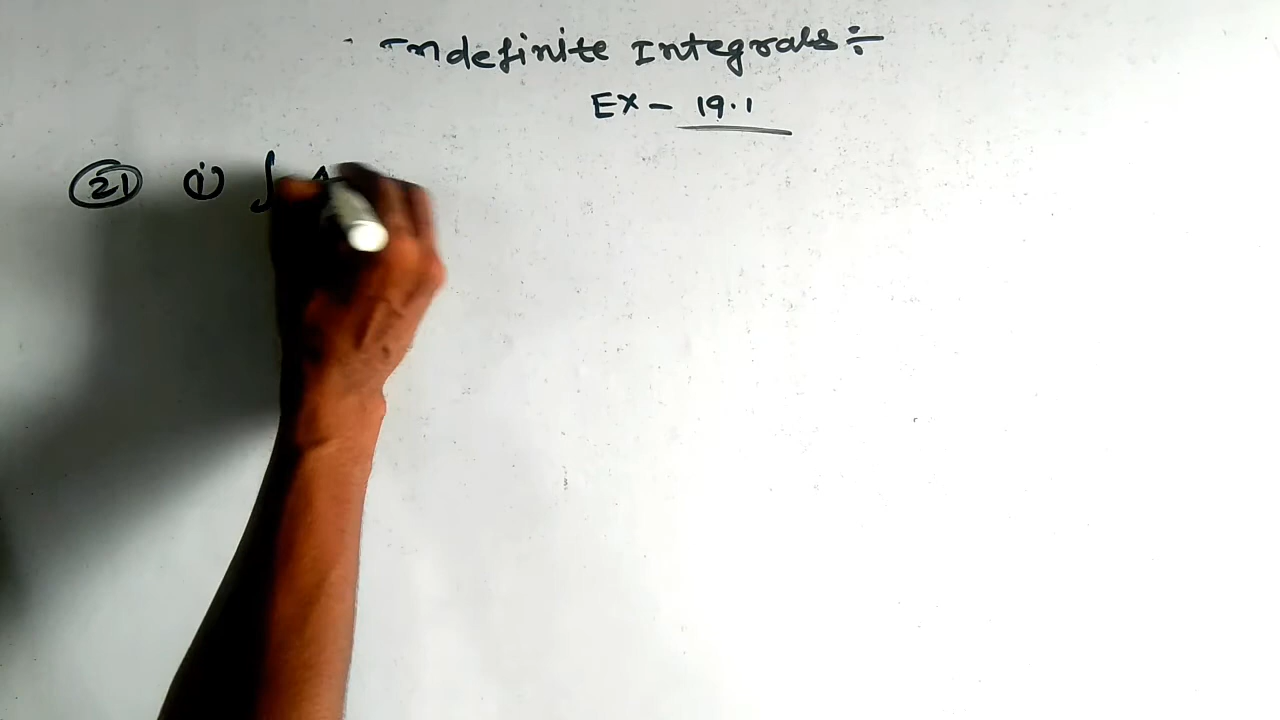 Indefinite Integrals ÷
EX - 19.1
21 (i) ∫